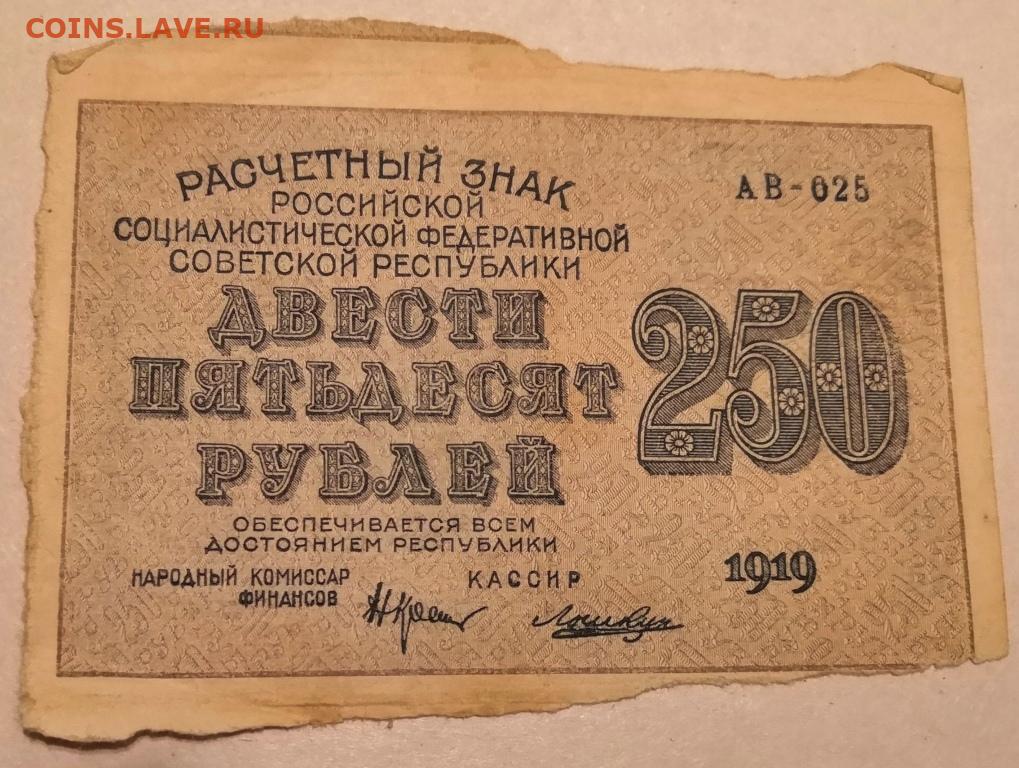 COINS.LAVE.RU
РАСЧЕТНЫЙ ЗНАК
РОССИЙСКОЙ
СОЦИАЛИСТИЧЕСКОЙ ФЕДЕРАТИВНОЙ
СОВЕТСКОЙ РЕСПУБЛИКИ
АВ-025
ДВЕСТИ
ПЯТЬДЕСЯТ
РУБЛЕЙ
250
ОБЕСПЕЧИВАЕТСЯ ВСЕМ
ДОСТОЯНИЕМ РЕСПУБЛИКИ
НАРОДНЫЙ КОМИССАР
ФИНАНСОВ
КАССИР
1919